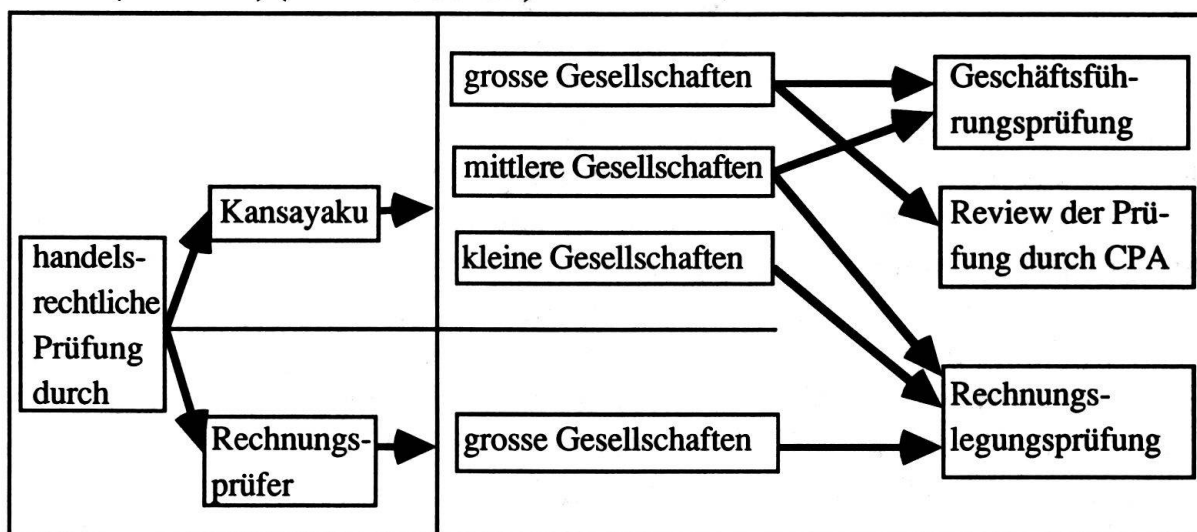 handels-
rechtliche
Prüfung
durch
Kansayaku
Rechnungs-
prüfer
grosse Gesellschaften
mittlere Gesellschaften
kleine Gesellschaften
grosse Gesellschaften
Geschäftsfüh-
rungsprüfung
Review der Prü-
fung durch CPA
Rechnungs-
legungsprüfung